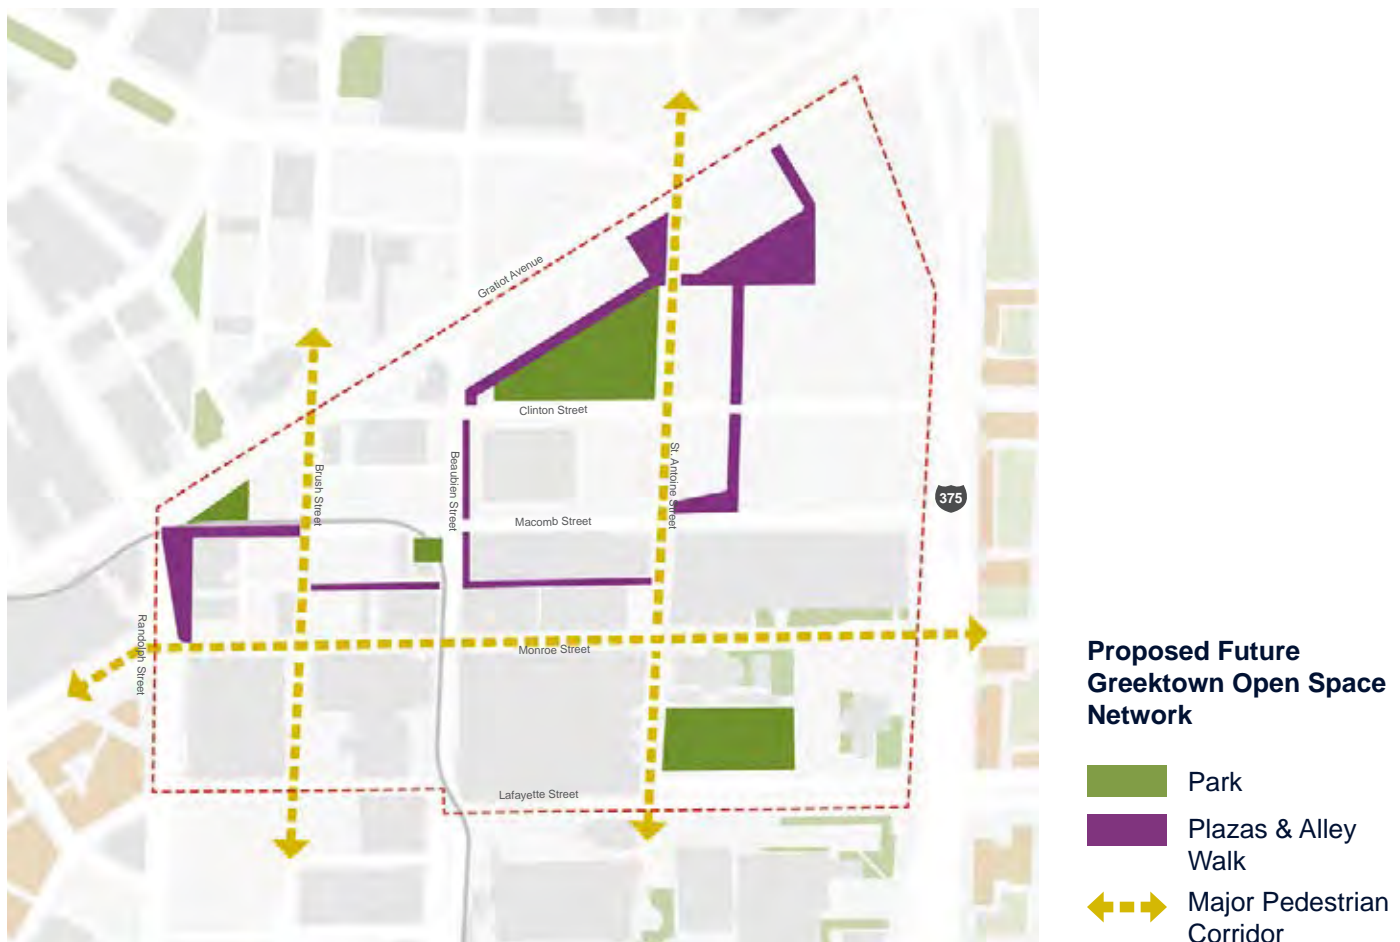 Gratiot Avenue
Clinton Street
Brush Street
Beaubien Street
St. Antoine Street
375
Macomb Street
Randolph Street
Monroe Street
Lafayette Street
Proposed Future
Greektown Open Space
Network
Park
Plazas & Alley
Walk
Major Pedestrian
Corridor